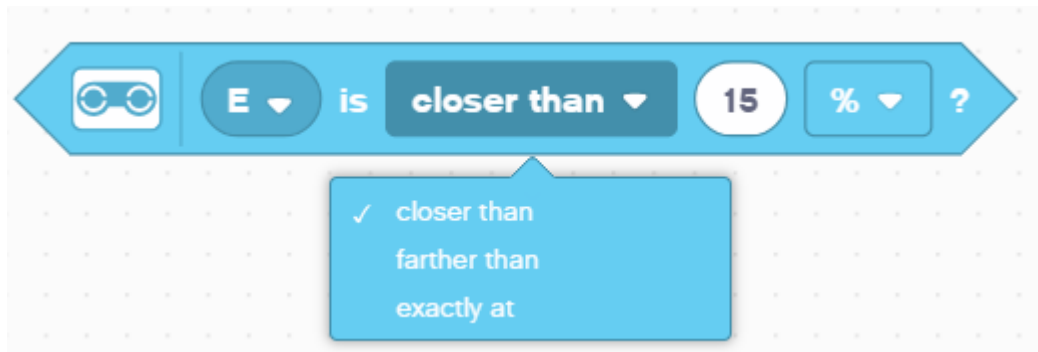 E is closer than 15 % ?
closer than
farther than
exactly at